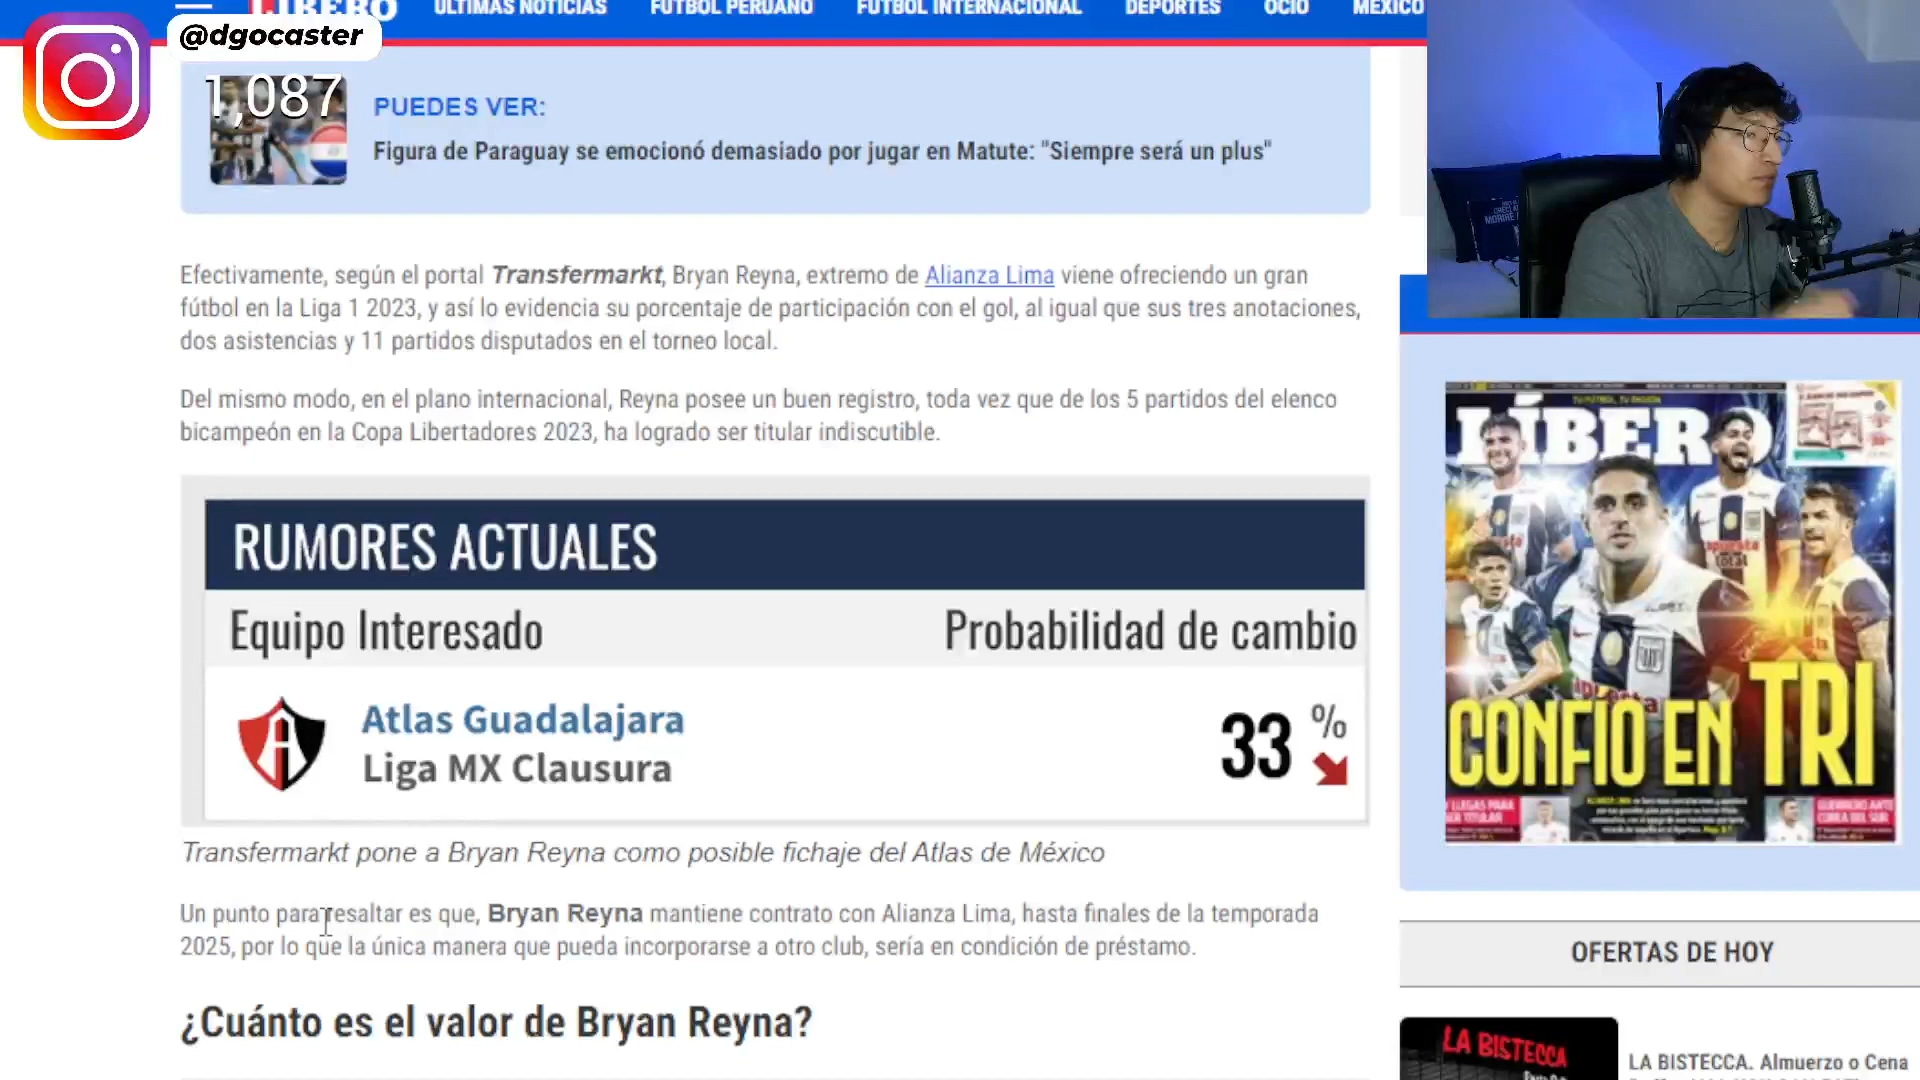 LÍBERO ÚLTIMAS NOTICIAS FÚTBOL PERUANO FÚTBOL INTERNACIONAL DEPORTES OCIO MÉXICO
@dgocaster
1,087
PUEDES VER:
Figura de Paraguay se emocionó demasiado por jugar en Matute: "Siempre será un plus"
Efectivamente, según el portal Transfermarkt, Bryan Reyna, extremo de Alianza Lima viene ofreciendo un gran
fútbol en la Liga 1 2023, y así lo evidencia su porcentaje de participación con el gol, al igual que sus tres anotaciones,
dos asistencias y 11 partidos disputados en el torneo local.
Del mismo modo, en el plano internacional, Reyna posee un buen registro, toda vez que de los 5 partidos del elenco
bicampeón en la Copa Libertadores 2023, ha logrado ser titular indiscutible.
RUMORES ACTUALES
Equipo Interesado Probabilidad de cambio
Atlas Guadalajara
Liga MX Clausura
33 %
Transfermarkt pone a Bryan Reyna como posible fichaje del Atlas de México
Un punto para resaltar es que, Bryan Reyna mantiene contrato con Alianza Lima, hasta finales de la temporada
2025, por lo que la única manera que pueda incorporarse a otro club, sería en condición de préstamo.
¿Cuánto es el valor de Bryan Reyna?
LÍBERO
CONFÍO EN TRI
OFERTAS DE HOY
LA BISTECCA
LA BISTECCA. Almuerzo o Cena